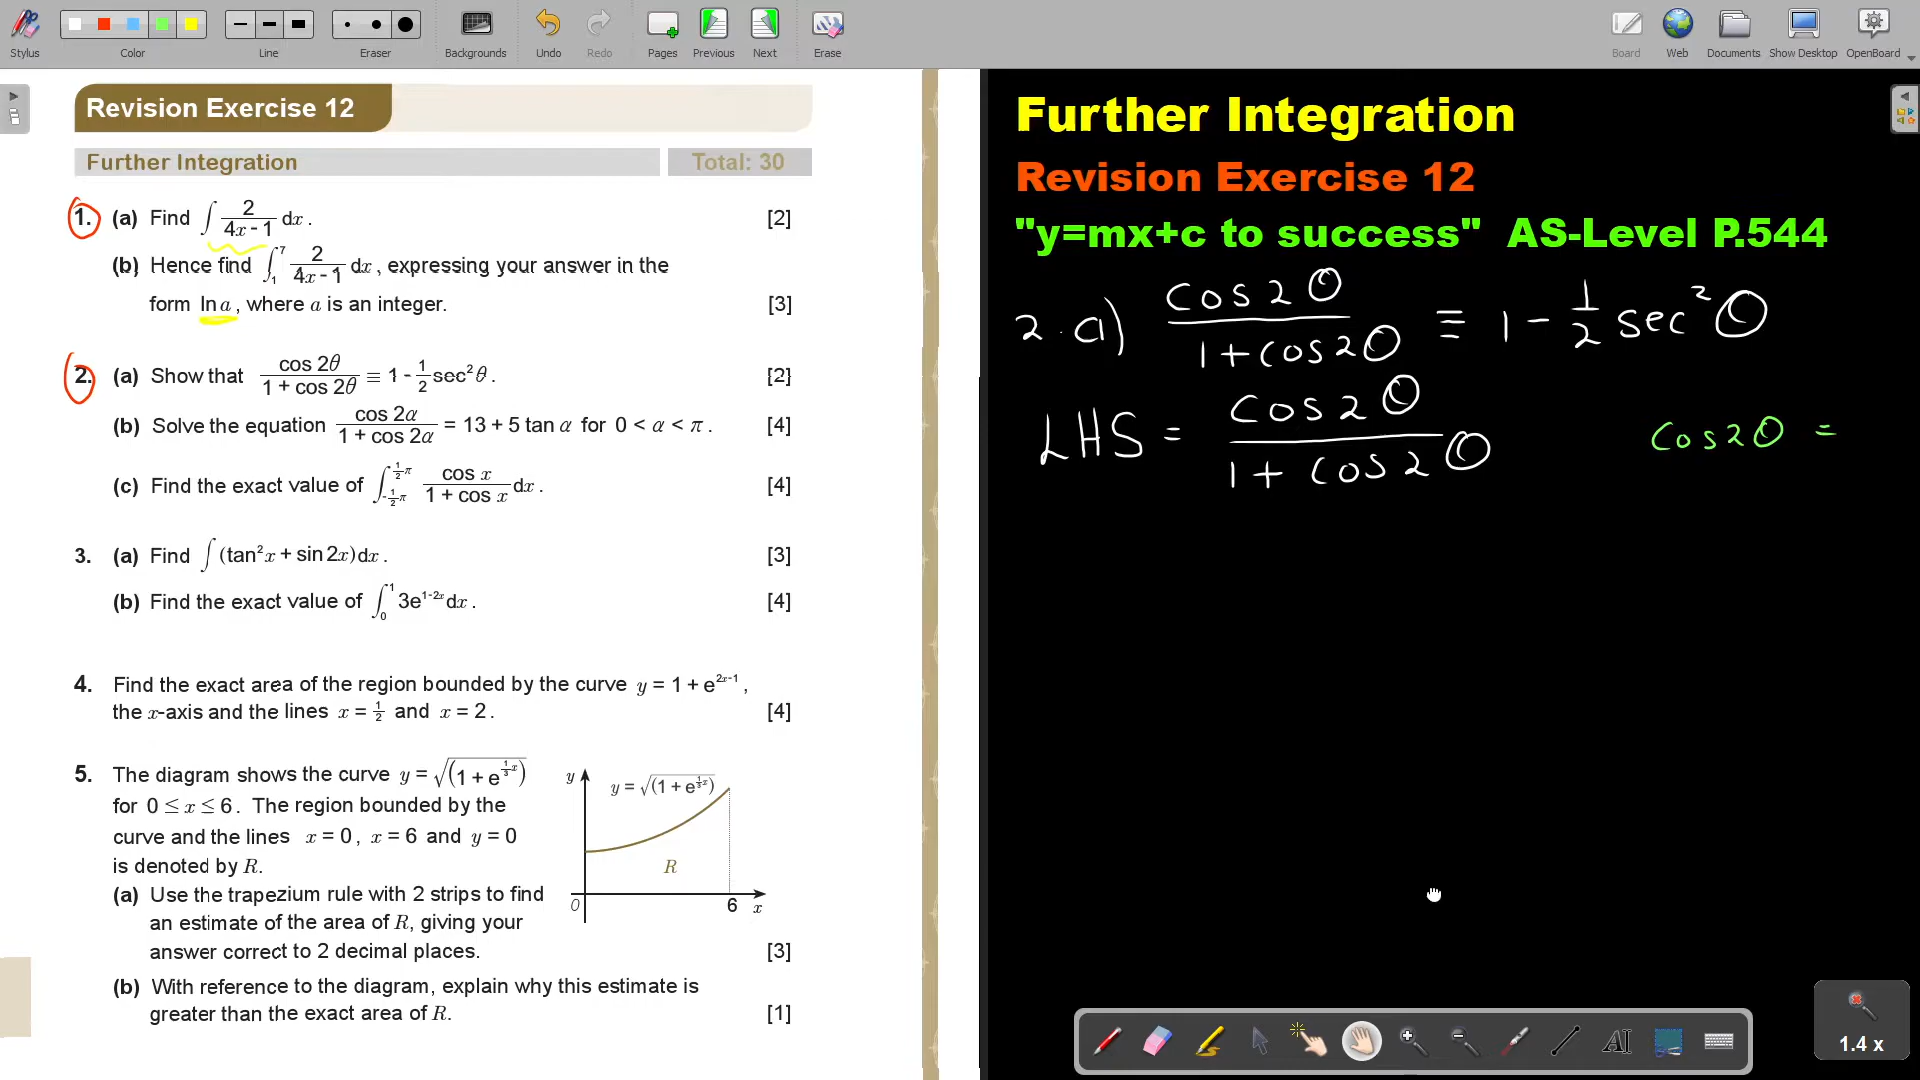 Stylus Color Line Eraser Backgrounds Undo Redo Pages Previous Next Erase Board Web Documents Show Desktop OpenBoard
Revision Exercise 12
Further Integration Total: 30
1. (a) Find ∫ 2/(4x - 1) dx. [2]
(b) Hence find ∫₁⁷ 2/(4x - 1) dx, expressing your answer in the
form ln a, where a is an integer. [3]
2. (a) Show that cos 2θ/(1 + cos 2θ) ≡ 1 - 1/2 sec²θ. [2]
(b) Solve the equation cos 2α/(1 + cos 2α) = 13 + 5 tan α for 0 < α < π. [4]
(c) Find the exact value of ∫_{-1/2 π}^{1/2 π} cos x/(1 + cos x) dx. [4]
3. (a) Find ∫(tan²x + sin 2x)dx. [3]
(b) Find the exact value of ∫₀¹ 3e^{1-2x} dx. [4]
4. Find the exact area of the region bounded by the curve y = 1 + e^{2x-1},
the x-axis and the lines x = 1/2 and x = 2. [4]
5. The diagram shows the curve y = √(1 + e^{1/3 x})
for 0 ≤ x ≤ 6. The region bounded by the
curve and the lines x = 0, x = 6 and y = 0
is denoted by R.
(a) Use the trapezium rule with 2 strips to find
an estimate of the area of R, giving your
answer correct to 2 decimal places. [3]
(b) With reference to the diagram, explain why this estimate is
greater than the exact area of R. [1]
y
y = √(1 + e^{1/3 x})
R
0 6 x
Further Integration
Revision Exercise 12
"y=mx+c to success" AS-Level P.544
2.a) cos2θ/(1+cos2θ) ≡ 1 - 1/2 sec²θ
LHS = cos2θ/(1+cos2θ)
cos2θ =
AI
1.4 x